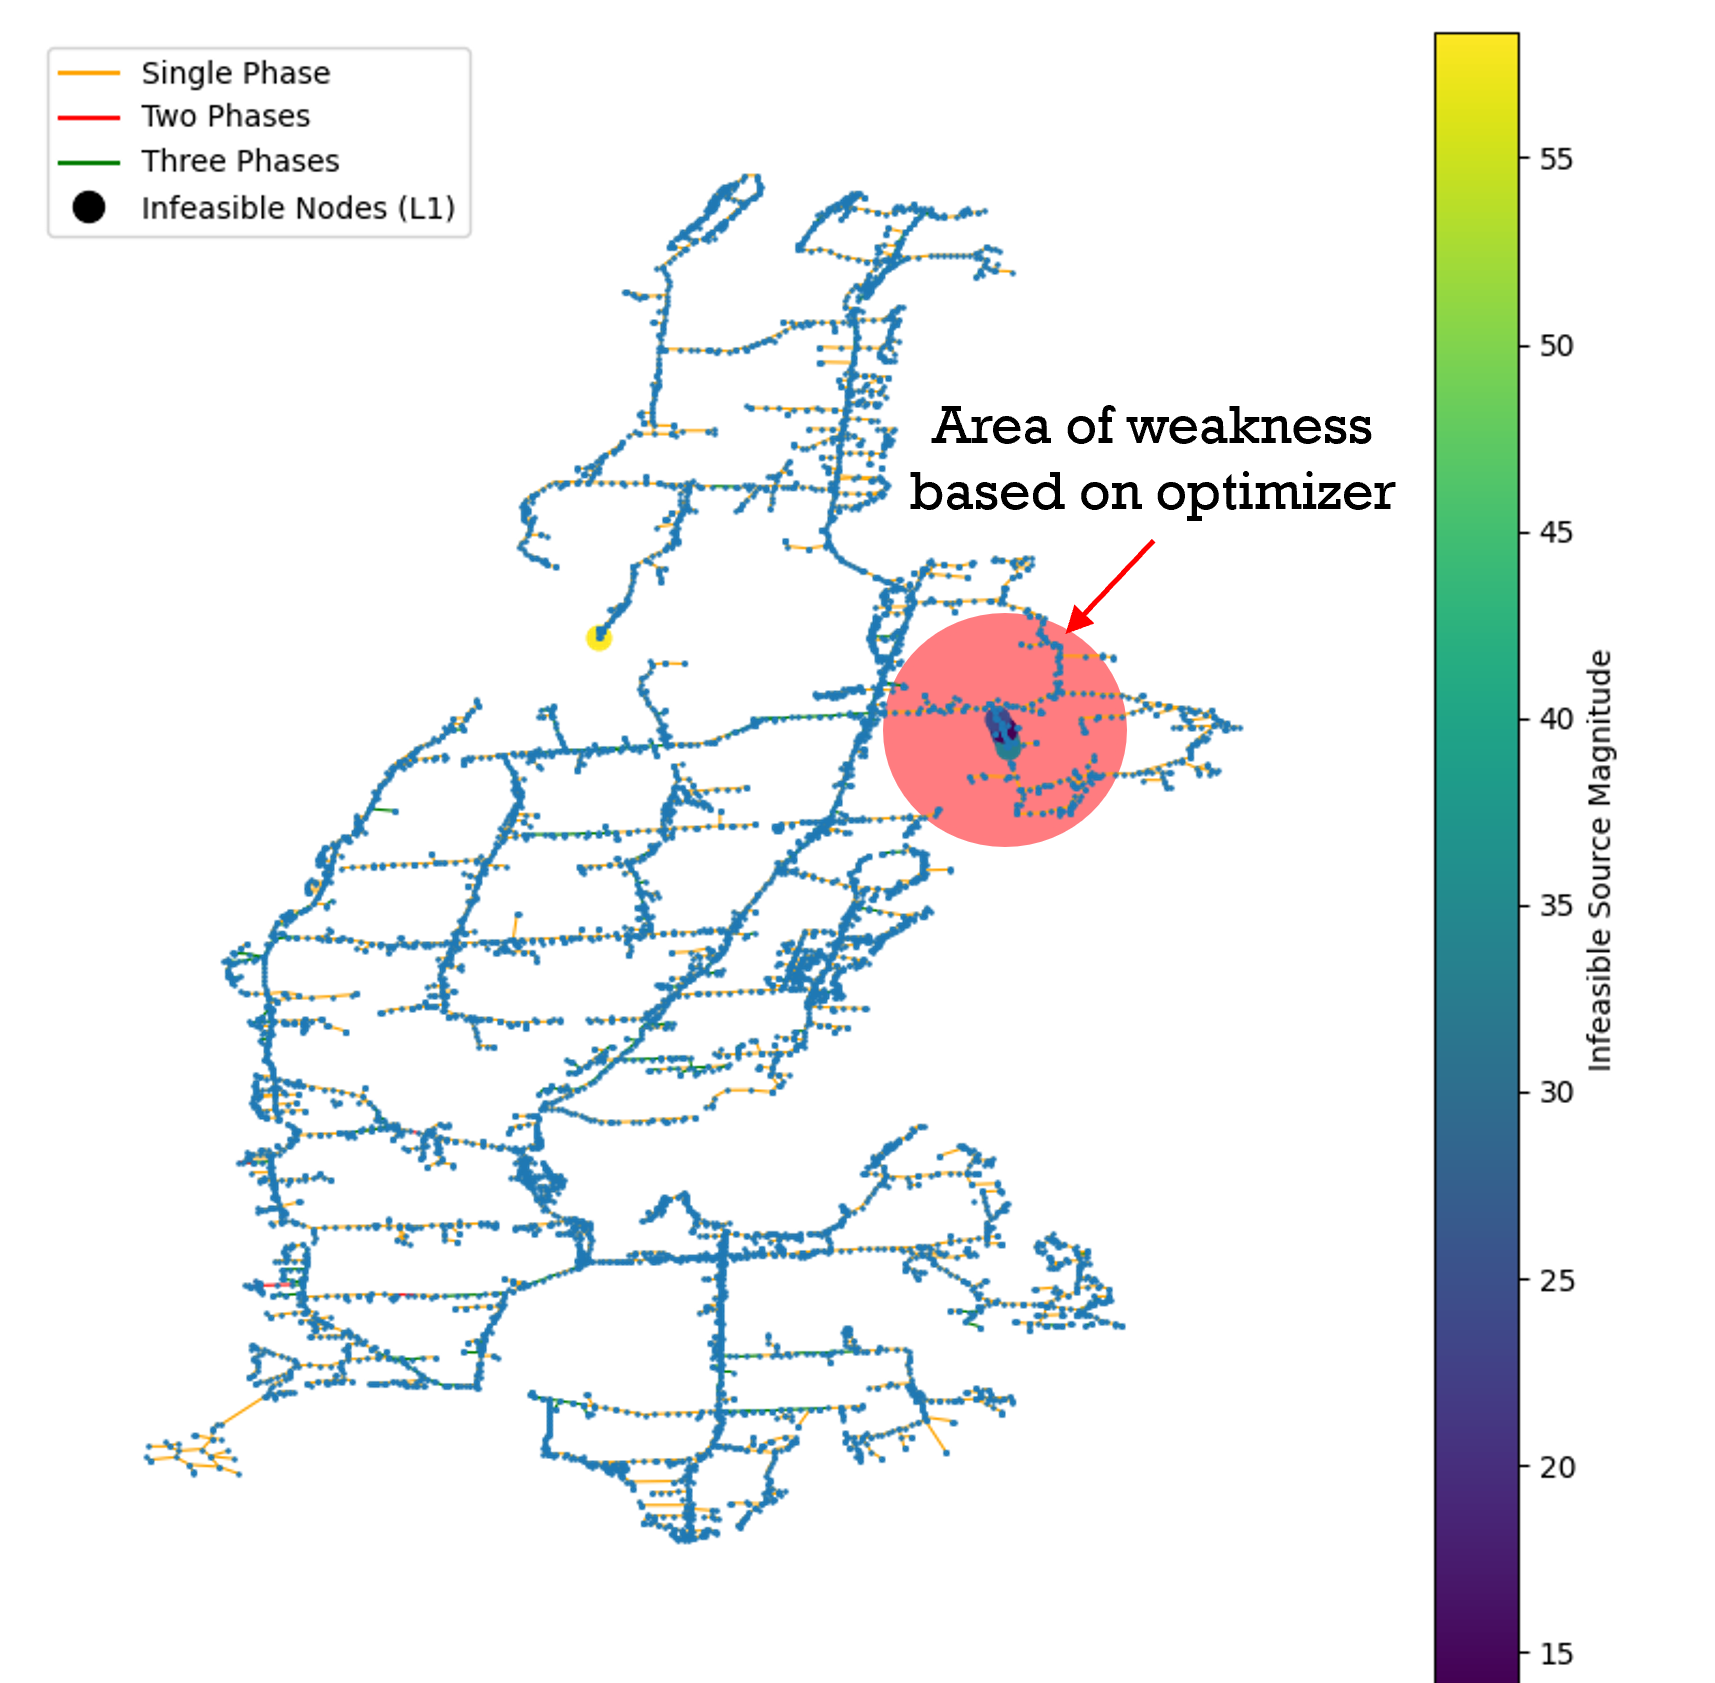 Single Phase
Two Phases
Three Phases
Infeasible Nodes (L1)
Area of weakness
based on optimizer
55
50
45
40
35
30
25
20
15
Infeasible Source Magnitude